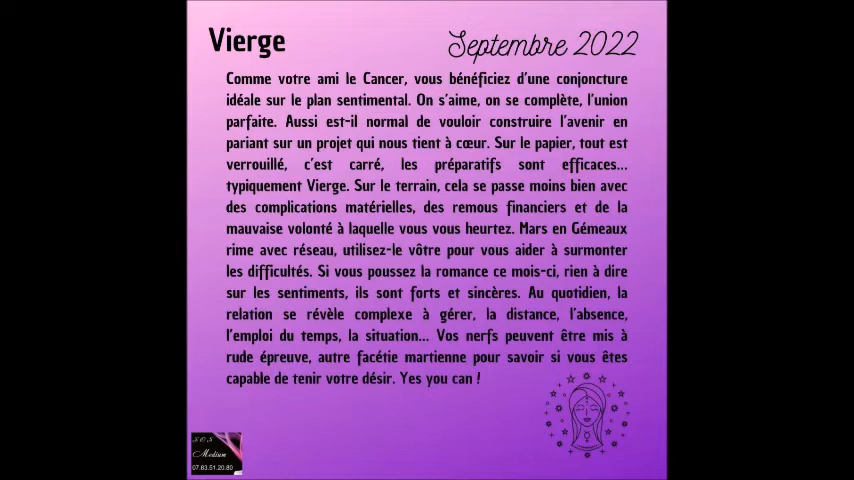 Vierge
Septembre 2022
Comme votre ami le Cancer, vous bénéficiez d'une conjoncture
idéale sur le plan sentimental. On s'aime, on se complète, l'union
parfaite. Aussi est-il normal de vouloir construire l'avenir en
pariant sur un projet qui nous tient à cœur. Sur le papier, tout est
verrouillé, c'est carré, les préparatifs sont efficaces...
typiquement Vierge. Sur le terrain, cela se passe moins bien avec
des complications matérielles, des remous financiers et de la
mauvaise volonté à laquelle vous vous heurtez. Mars en Gémeaux
rime avec réseau, utilisez-le vôtre pour vous aider à surmonter
les difficultés. Si vous poussez la romance ce mois-ci, rien à dire
sur les sentiments, ils sont forts et sincères. Au quotidien, la
relation se révèle complexe à gérer, la distance, l'absence,
l'emploi du temps, la situation... Vos nerfs peuvent être mis à
rude épreuve, autre facétie martienne pour savoir si vous êtes
capable de tenir votre désir. Yes you can !
S O S
Medium
07.83.51.20.80